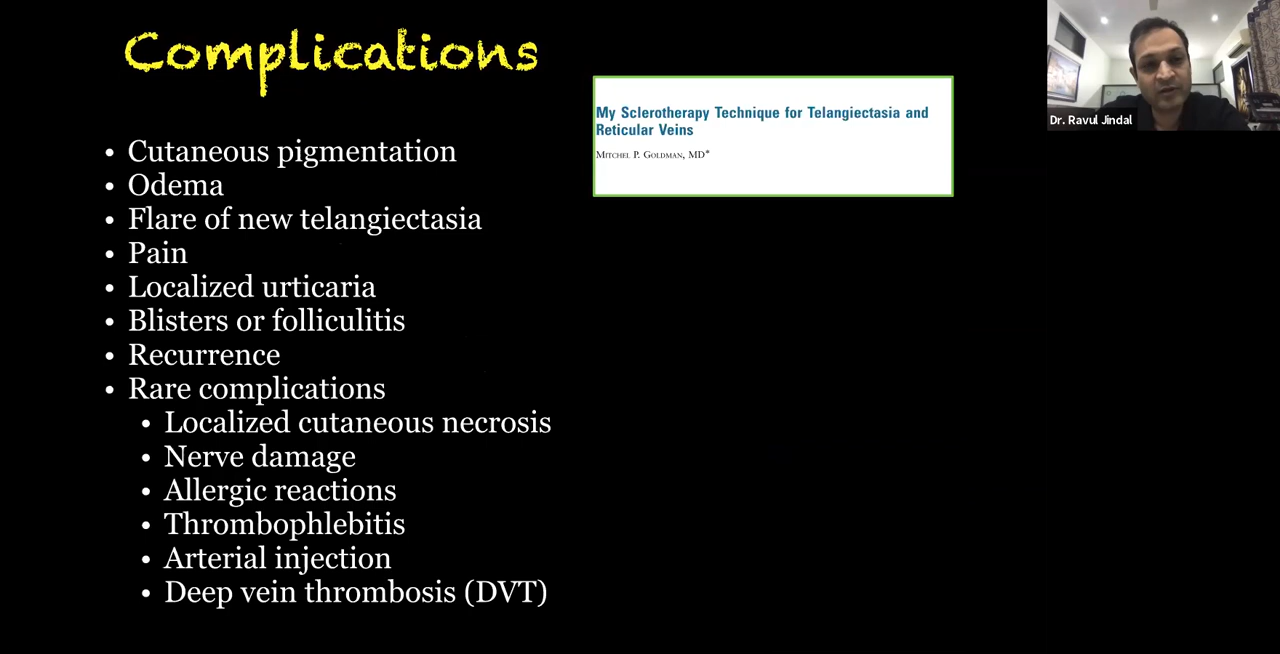 Complications
• Cutaneous pigmentation
• Odema
• Flare of new telangiectasia
• Pain
• Localized urticaria
• Blisters or folliculitis
• Recurrence
• Rare complications
• Localized cutaneous necrosis
• Nerve damage
• Allergic reactions
• Thrombophlebitis
• Arterial injection
• Deep vein thrombosis (DVT)
My Sclerotherapy Technique for Telangiectasia and
Reticular Veins
Mitchel P. Goldman, MD*
Dr. Ravul Jindal